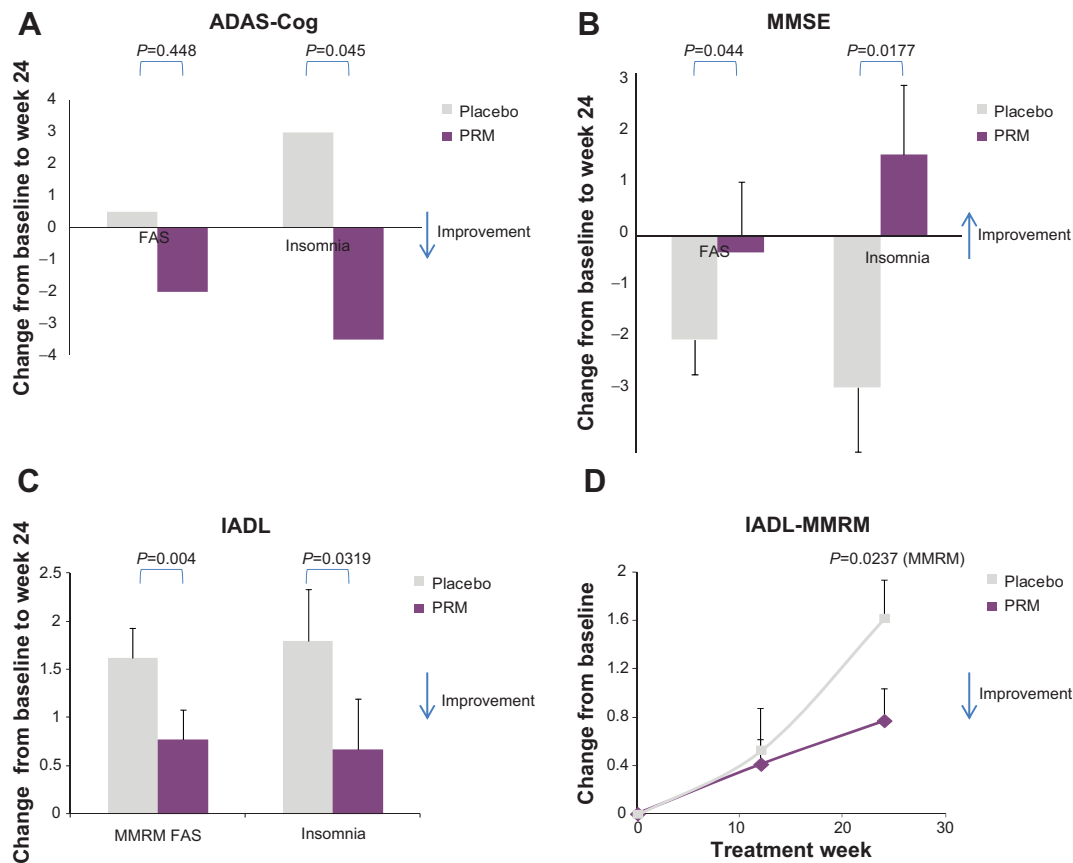 A
ADAS-Cog
P=0.448
P=0.045
Change from baseline to week 24
4
3
2
1
0
–1
–2
–3
–4
FAS
Insomnia
Placebo
PRM
Improvement
B
MMSE
P=0.044
P=0.0177
Change from baseline to week 24
3
2
1
0
–1
–2
–3
FAS
Insomnia
Placebo
PRM
Improvement
C
IADL
P=0.004
P=0.0319
Change from baseline to week 24
2.5
2
1.5
1
0.5
0
MMRM FAS
Insomnia
Placebo
PRM
Improvement
D
IADL-MMRM
P=0.0237 (MMRM)
Change from baseline
2
1.6
1.2
0.8
0.4
0
0
10
20
30
Treatment week
Placebo
PRM
Improvement